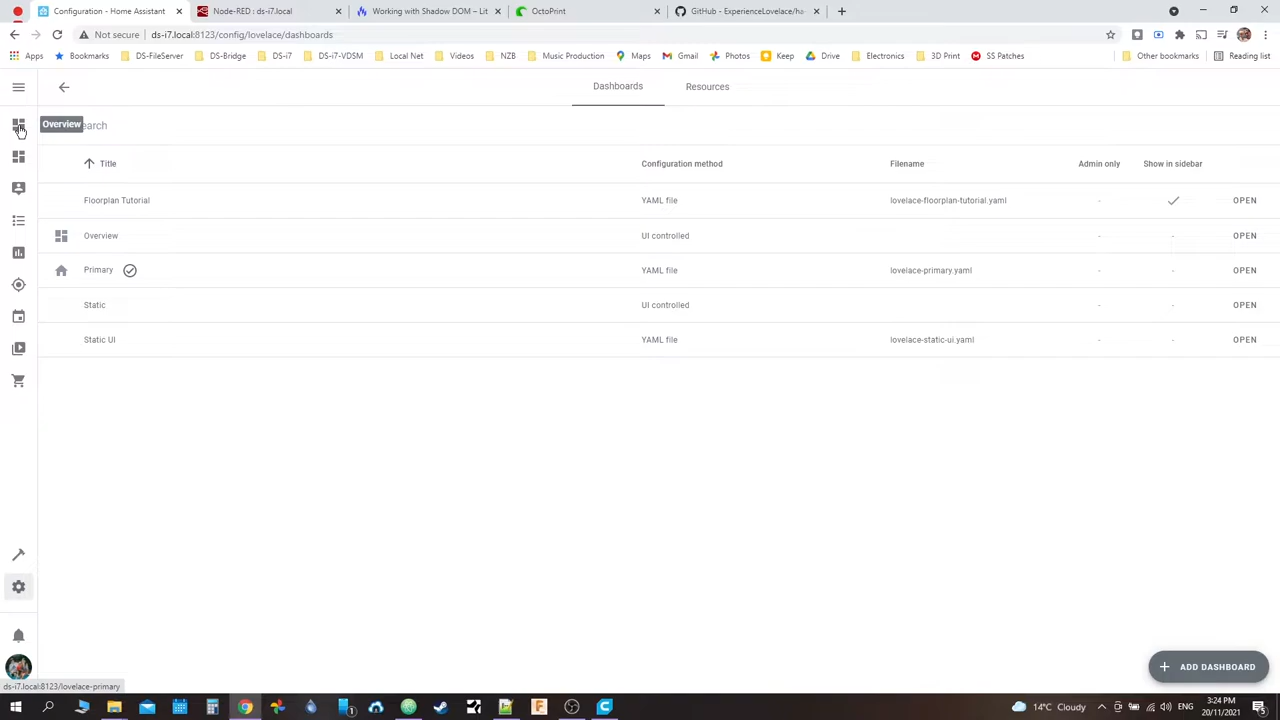 Configuration - Home Assistant
Node-RED : ds-i7.local
Working with Shadow DOM – Lit
OctoPrint
GitHub - ExperienceLovelace/ha-
Not secure | ds-i7.local:8123/config/lovelace/dashboards
Apps Bookmarks DS-FileServer DS-Bridge DS-i7 DS-i7-VDSM Local Net Videos NZB Music Production Maps Gmail Photos Keep Drive Electronics 3D Print SS Patches Other bookmarks Reading list
Dashboards Resources
Overview earch
Title Configuration method Filename Admin only Show in sidebar
Floorplan Tutorial YAML file lovelace-floorplan-tutorial.yaml - OPEN
Overview UI controlled - - OPEN
Primary YAML file lovelace-primary.yaml - - OPEN
Static UI controlled - - OPEN
Static UI YAML file lovelace-static-ui.yaml - - OPEN
+ ADD DASHBOARD
ds-i7.local:8123/lovelace-primary
14°C Cloudy ENG 3:24 PM
20/11/2021